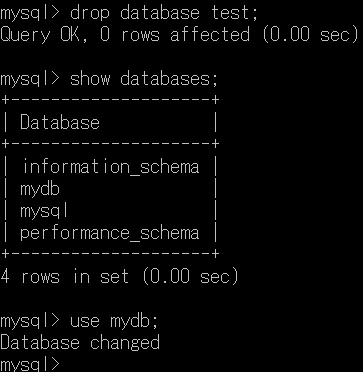 mysql> drop database test;
Query OK, 0 rows affected (0.00 sec)
mysql> show databases;
+--------------------+
| Database           |
+--------------------+
| information_schema |
| mydb               |
| mysql              |
| performance_schema |
+--------------------+
4 rows in set (0.00 sec)
mysql> use mydb;
Database changed
mysql>